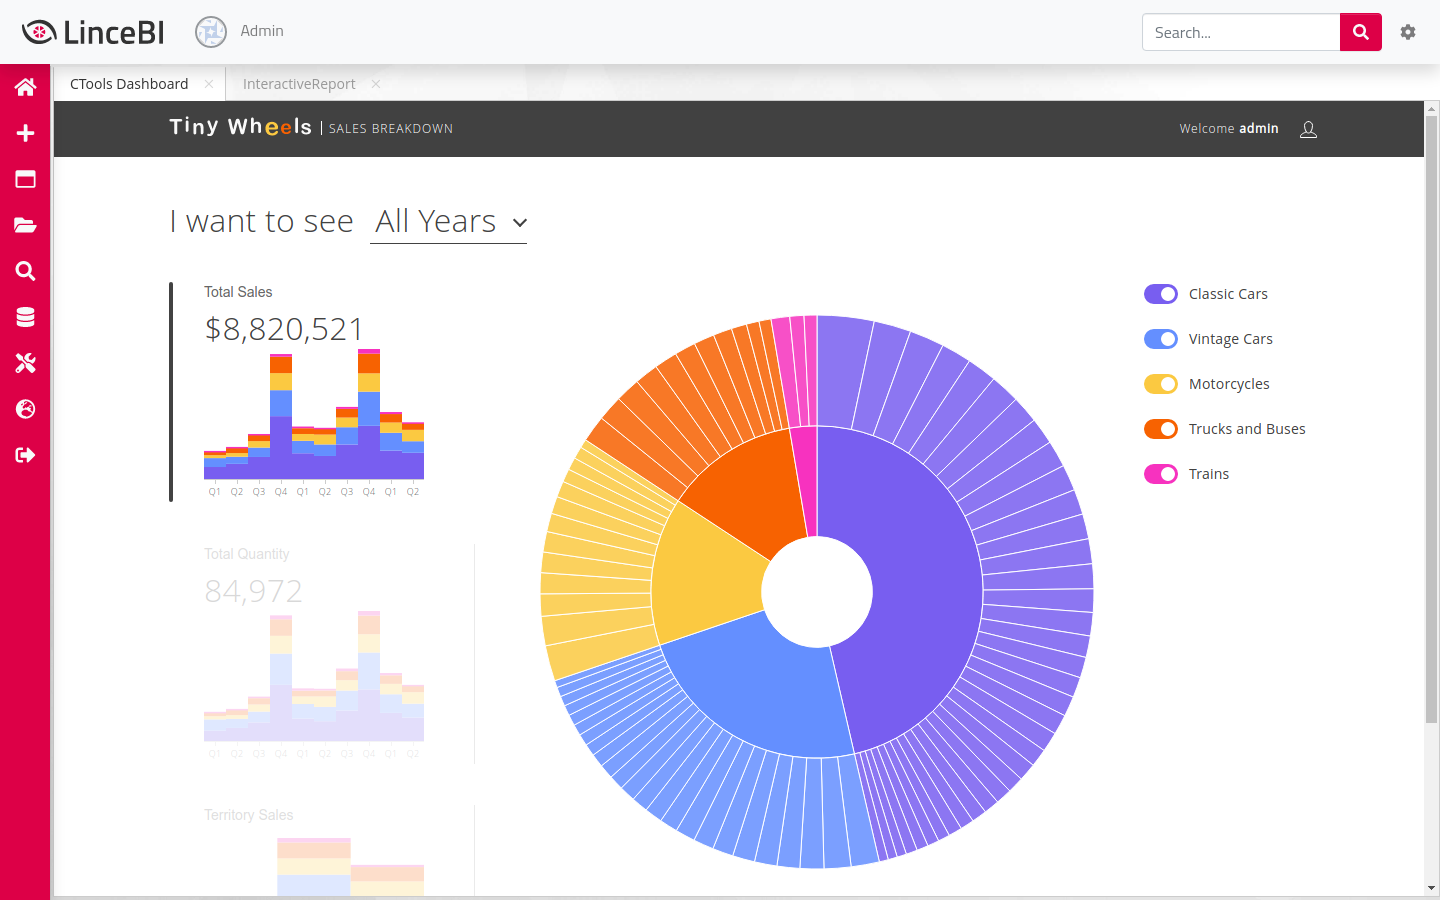 LinceBI
Admin
Search...
CTools Dashboard
InteractiveReport
Tiny Wheels | SALES BREAKDOWN
Welcome admin
I want to see All Years
Total Sales
$8,820,521
Q1 Q2 Q3 Q4 Q1 Q2 Q3 Q4 Q1 Q2
Total Quantity
84,972
Q1 Q2 Q3 Q4 Q1 Q2 Q3 Q4 Q1 Q2
Territory Sales
Classic Cars
Vintage Cars
Motorcycles
Trucks and Buses
Trains